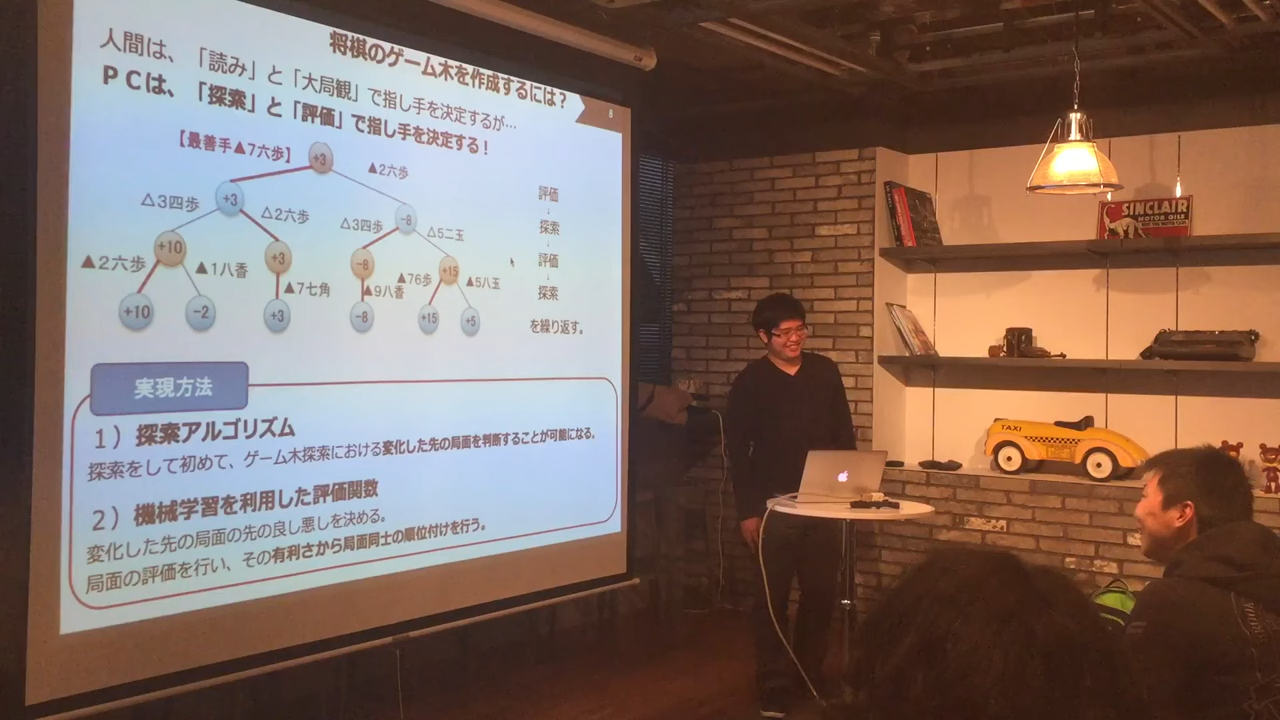 将棋のゲーム木を作成するには？
8
人間は、「読み」と「大局観」で指し手を決定するが…
ＰＣは、「探索」と「評価」で指し手を決定する！
【最善手▲7六歩】
+3
▲2六歩
+3
-8
△3四歩
△2六歩
△3四歩
△5二玉
+10
+3
-8
+15
▲2六歩
▲1八香
▲7七角
▲9八香
▲76歩
▲5八玉
+10
-2
+3
-8
+15
+5
評価
↓
探索
↓
評価
↓
探索
を繰り返す。
実現方法
１）探索アルゴリズム
探索をして初めて、ゲーム木探索における変化した先の局面を判断することが可能になる。
２）機械学習を利用した評価関数
変化した先の局面の先の良し悪しを決める。
局面の評価を行い、その有利さから局面同士の順位付けを行う。
SINCLAIR
MOTOR OILS
TAXI